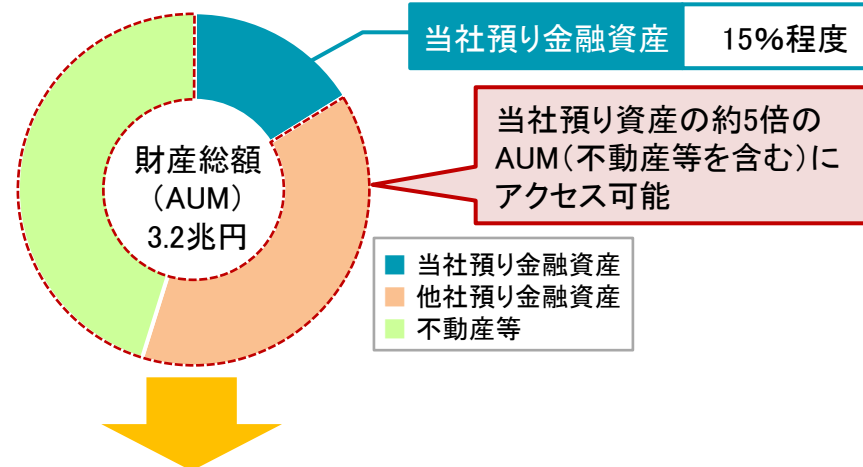 当社預り金融資産 15%程度
当社預り資産の約5倍の
AUM（不動産等を含む）に
アクセス可能
財産総額
（AUM）
3.2兆円
当社預り金融資産
他社預り金融資産
不動産等